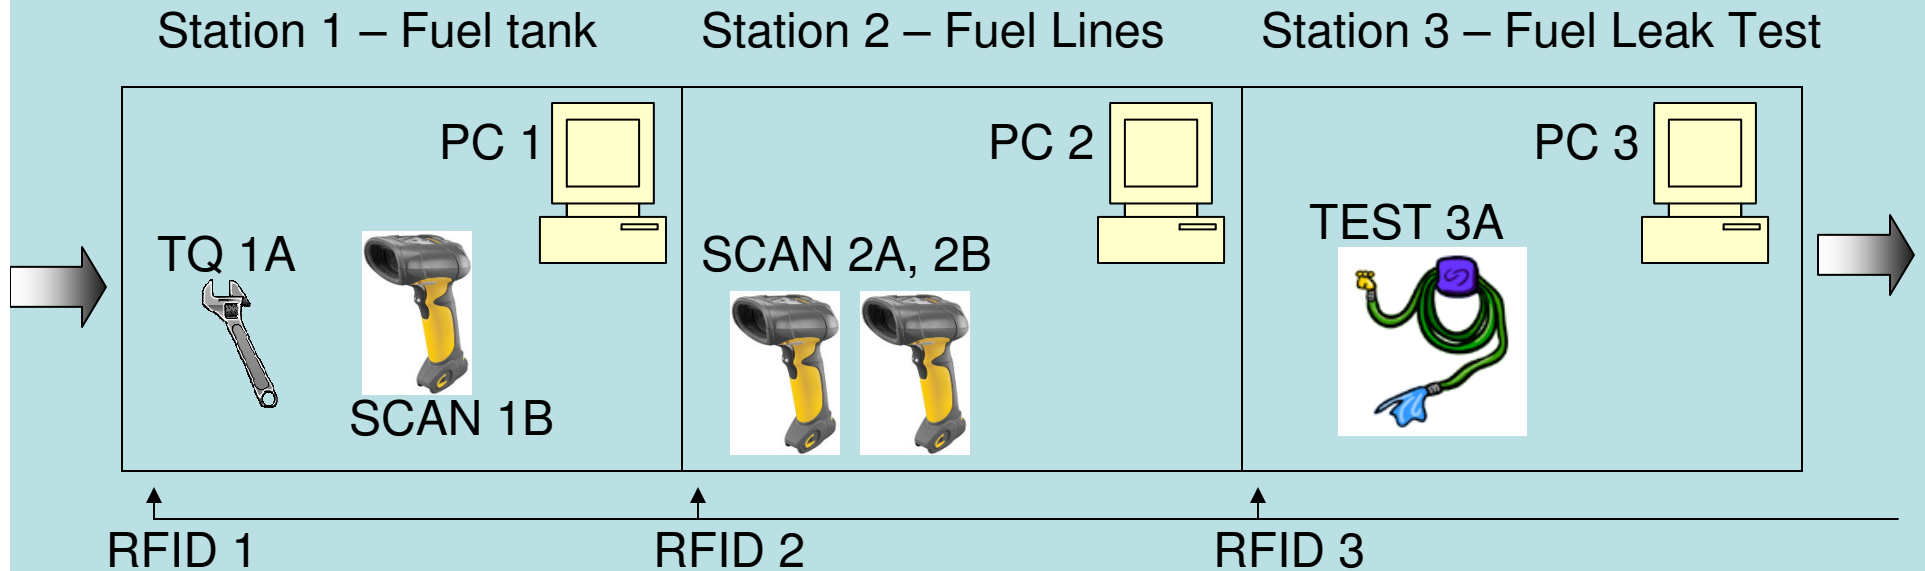 Station 1 – Fuel tank
Station 2 – Fuel Lines
Station 3 – Fuel Leak Test
PC 1
PC 2
PC 3
TQ 1A
SCAN 1B
SCAN 2A, 2B
TEST 3A
RFID 1
RFID 2
RFID 3